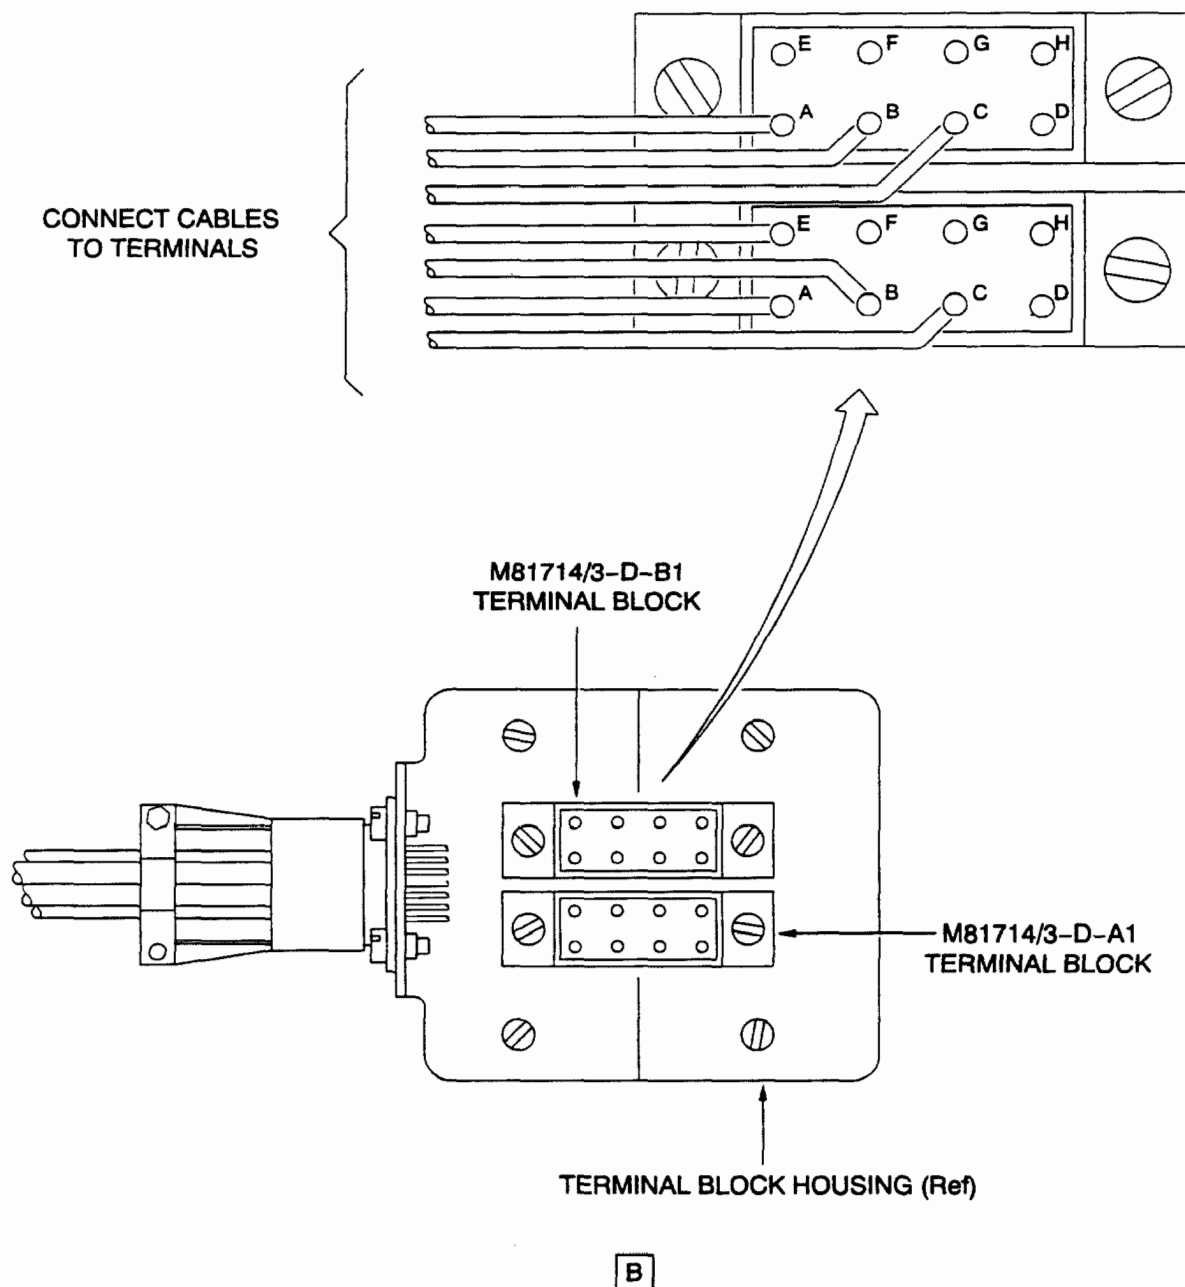 E F G H
A B C D
CONNECT CABLES
TO TERMINALS
E F G H
A B C D
M81714/3-D-B1
TERMINAL BLOCK
M81714/3-D-A1
TERMINAL BLOCK
TERMINAL BLOCK HOUSING (Ref)
B